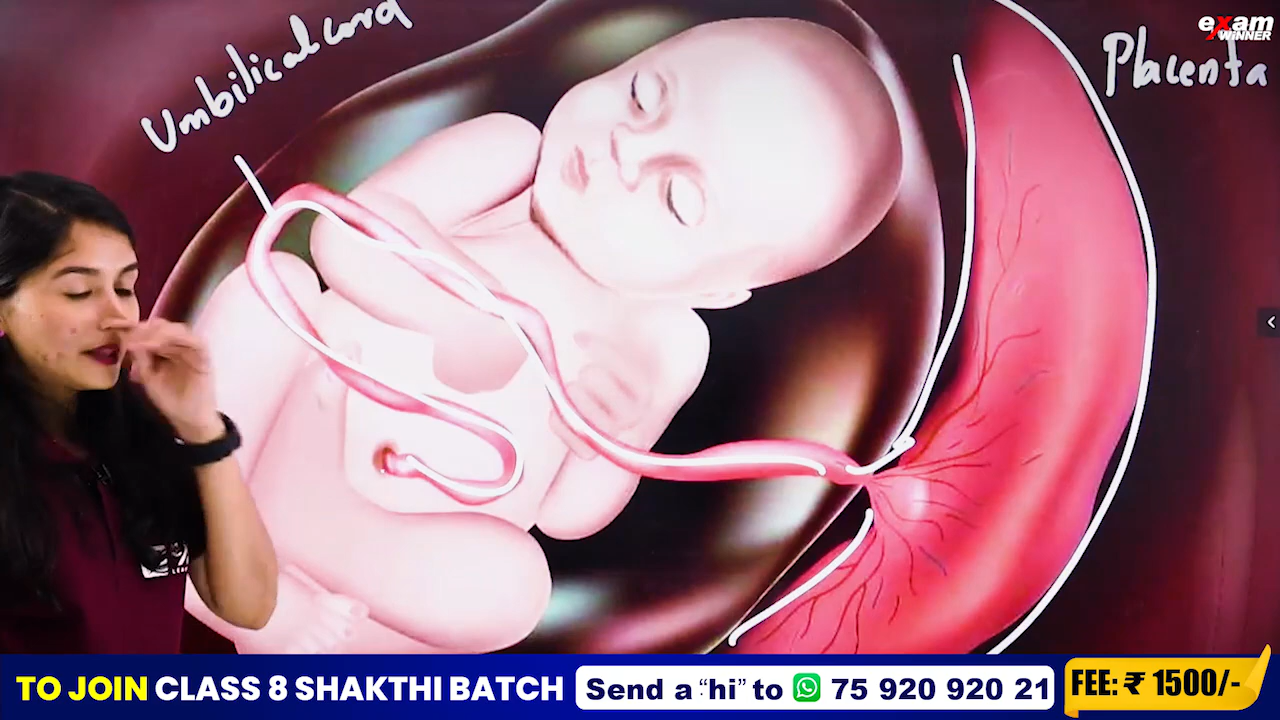 Umbilical cord
exam
WINNER
Placenta
TO JOIN CLASS 8 SHAKTHI BATCH
Send a “hi” to 75 920 920 21
FEE: ₹ 1500/-